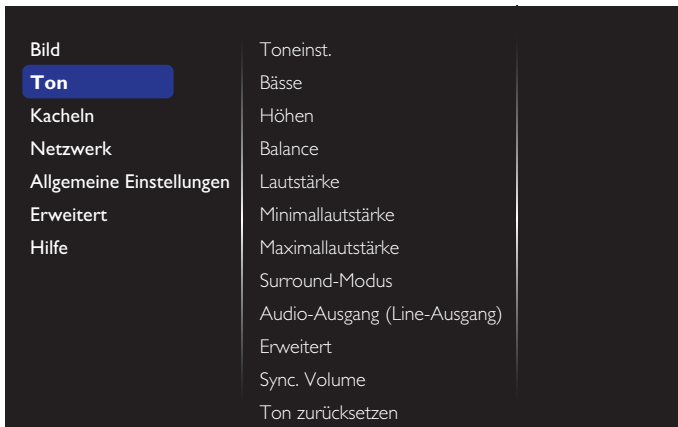 Bild
Ton
Kacheln
Netzwerk
Allgemeine Einstellungen
Erweitert
Hilfe
Toneinst.
Bässe
Höhen
Balance
Lautstärke
Minimallautstärke
Maximallautstärke
Surround-Modus
Audio-Ausgang (Line-Ausgang)
Erweitert
Sync. Volume
Ton zurücksetzen